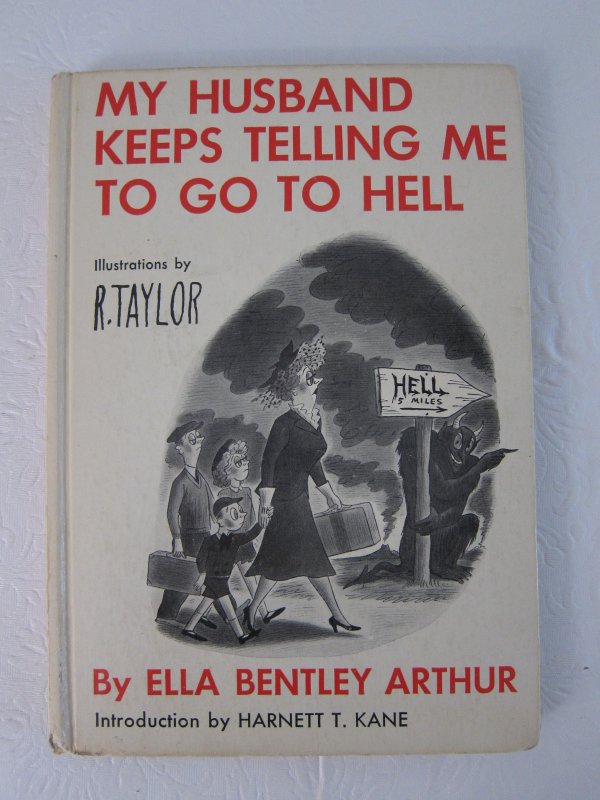 MY HUSBAND
KEEPS TELLING ME
TO GO TO HELL
Illustrations by
R. TAYLOR
HELL
5 MILES
By ELLA BENTLEY ARTHUR
Introduction by HARNETT T. KANE